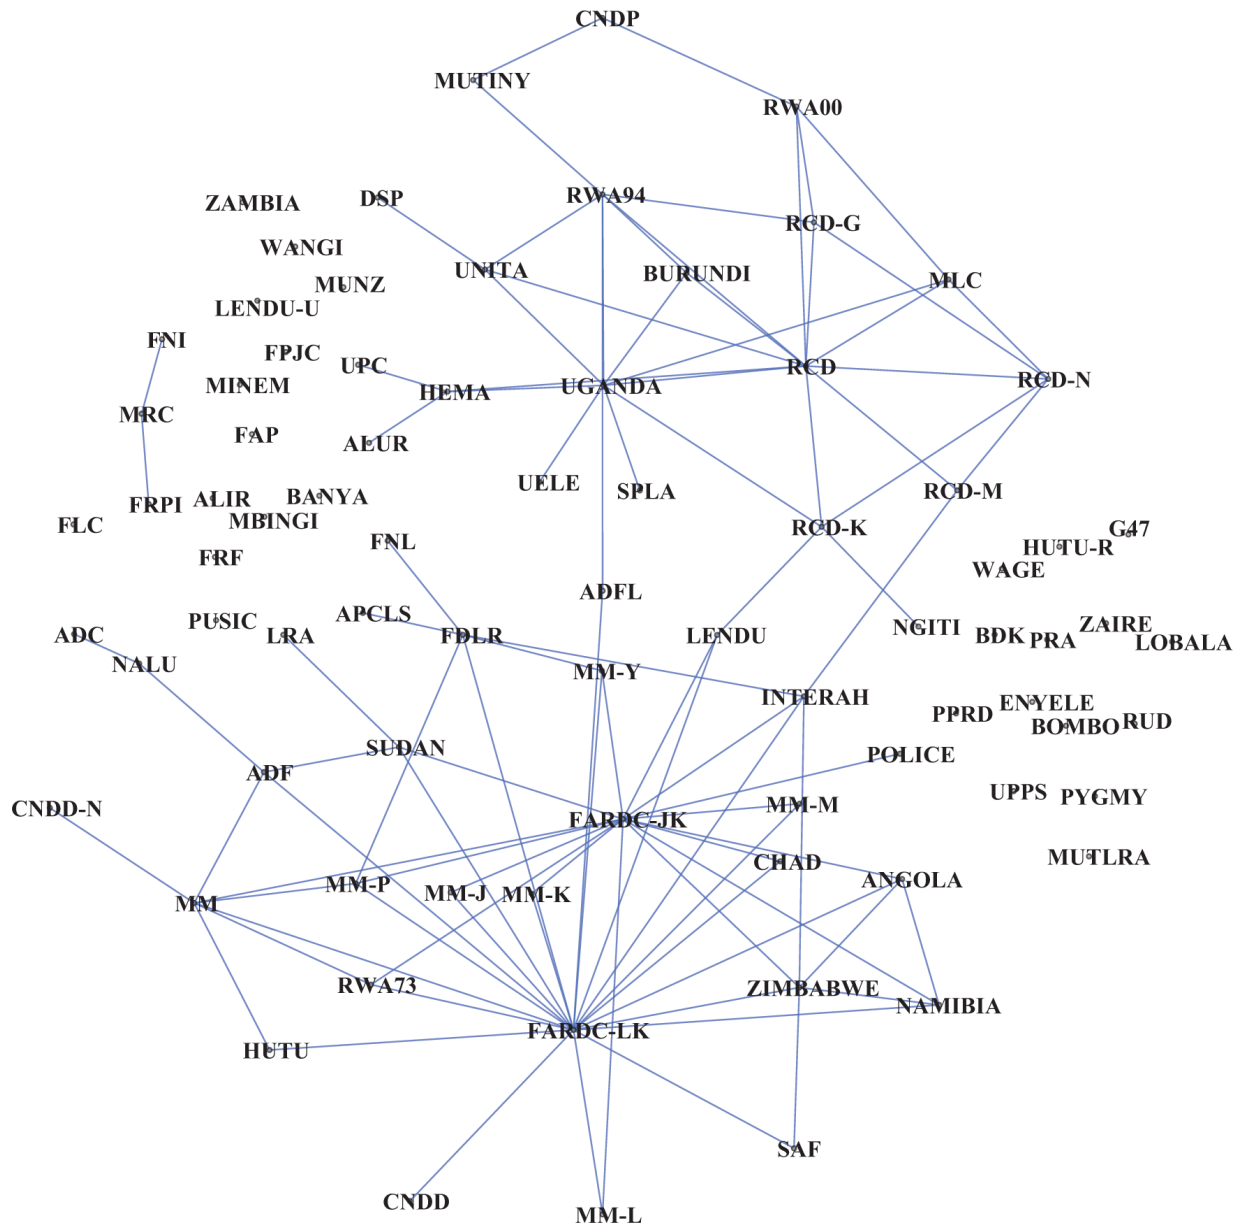 CNDP
MUTINY
RWA00
DSP
RWA94
ZAMBIA
RCD-G
WANGI
UNITA
BURUNDI
MUNZ
MLC
LENDU-U
FNI
FPJC
UPC
RCD
RCD-N
MINEM
HEMA
UGANDA
MRC
FAP
ALUR
UELE
SPLA
RCD-M
ALIR
BANYA
FRPI
MBINGI
FLC
RCD-K
G47
HUTU-R
FNL
FRF
WAGE
ADFL
APCLS
PUSIC
ZAIRE
NGITI
ADC
LRA
FDLR
LENDU
BDK
PRA
LOBALA
NALU
MM-Y
INTERAH
ENYELE
PPRD
RUD
BOMBO
SUDAN
POLICE
ADF
UPPS
PYGMY
CNDD-N
MM-M
FARDC-JK
MUTLRA
CHAD
ANGOLA
MM-P
MM-J
MM-K
MM
RWA73
ZIMBABWE
NAMIBIA
FARDC-LK
HUTU
SAF
CNDD
MM-L